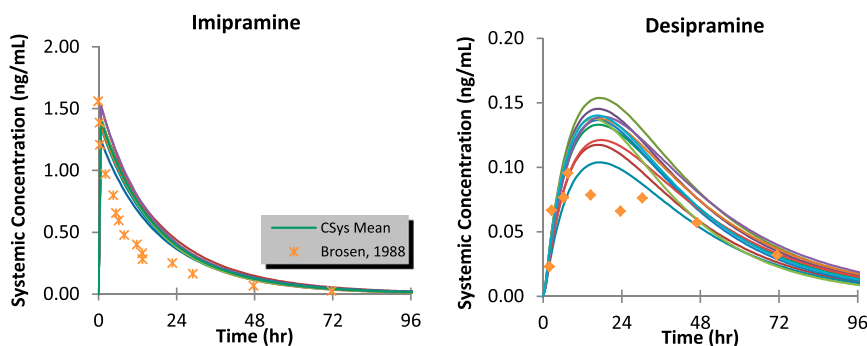 Imipramine
Systemic Concentration (ng/mL)
2.00
1.50
1.00
0.50
0.00
0 24 48 72 96
Time (hr)
CSys Mean
Brosen, 1988
Desipramine
Systemic Concentration (ng/mL)
0.20
0.15
0.10
0.05
0.00
0 24 48 72 96
Time (hr)